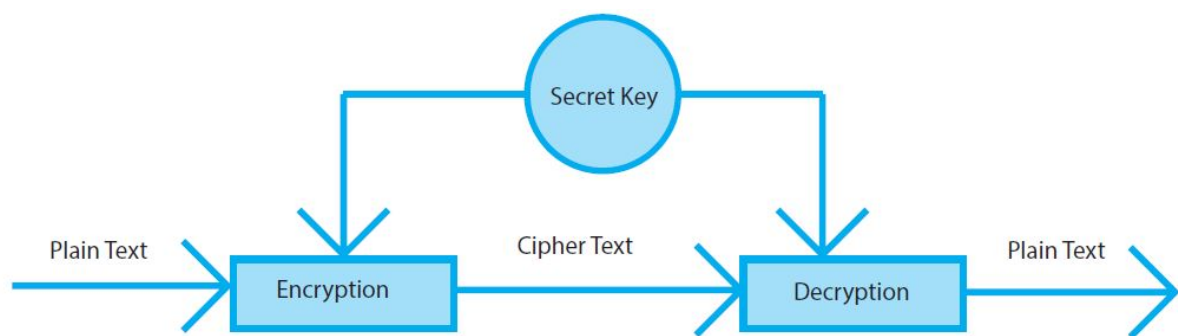 Secret Key
Plain Text
Cipher Text
Plain Text
Encryption
Decryption